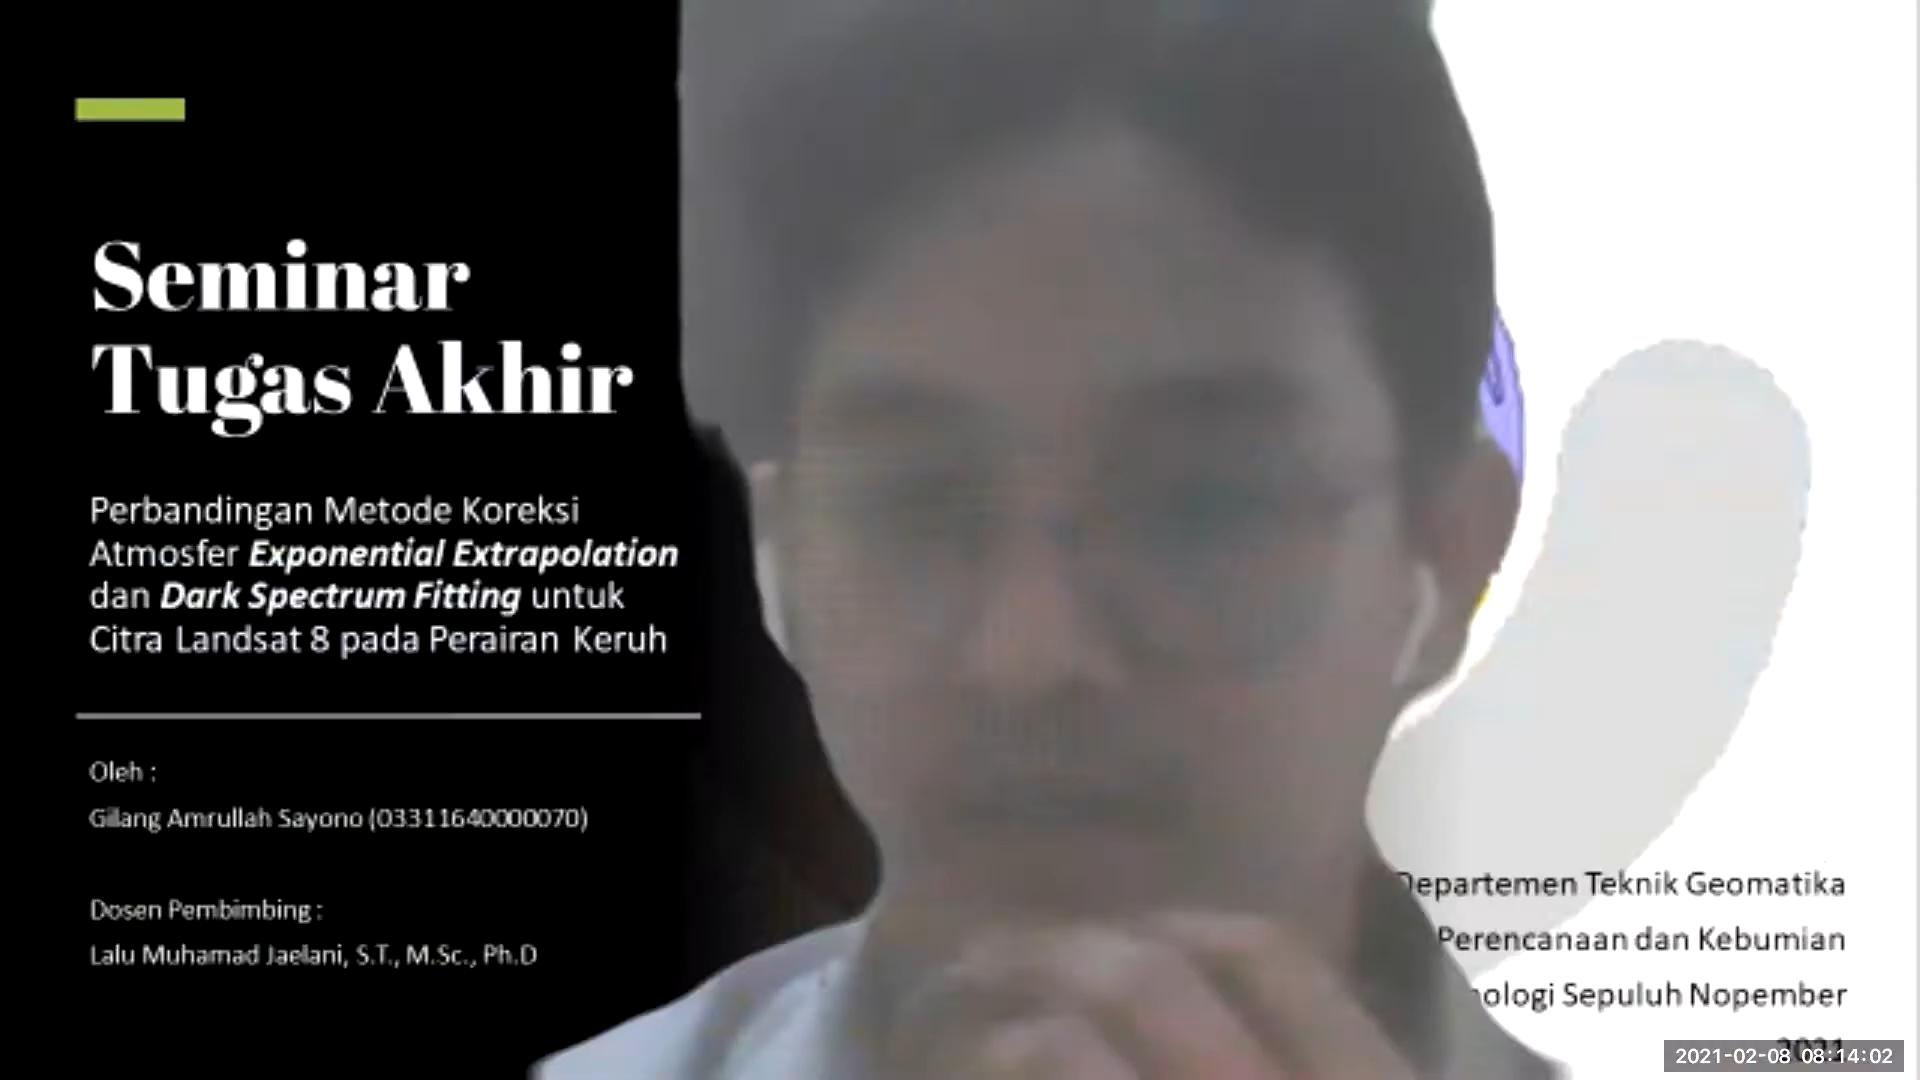 Seminar
Tugas Akhir
Perbandingan Metode Koreksi
Atmosfer Exponential Extrapolation
dan Dark Spectrum Fitting untuk
Citra Landsat 8 pada Perairan Keruh
Oleh :
Gilang Amrullah Sayono (03311640000070)
Dosen Pembimbing :
Lalu Muhamad Jaelani, S.T., M.Sc., Ph.D
Departemen Teknik Geomatika
Perencanaan dan Kebumian
Sepuluh Nopember
2021
2021-02-08 08:14:02